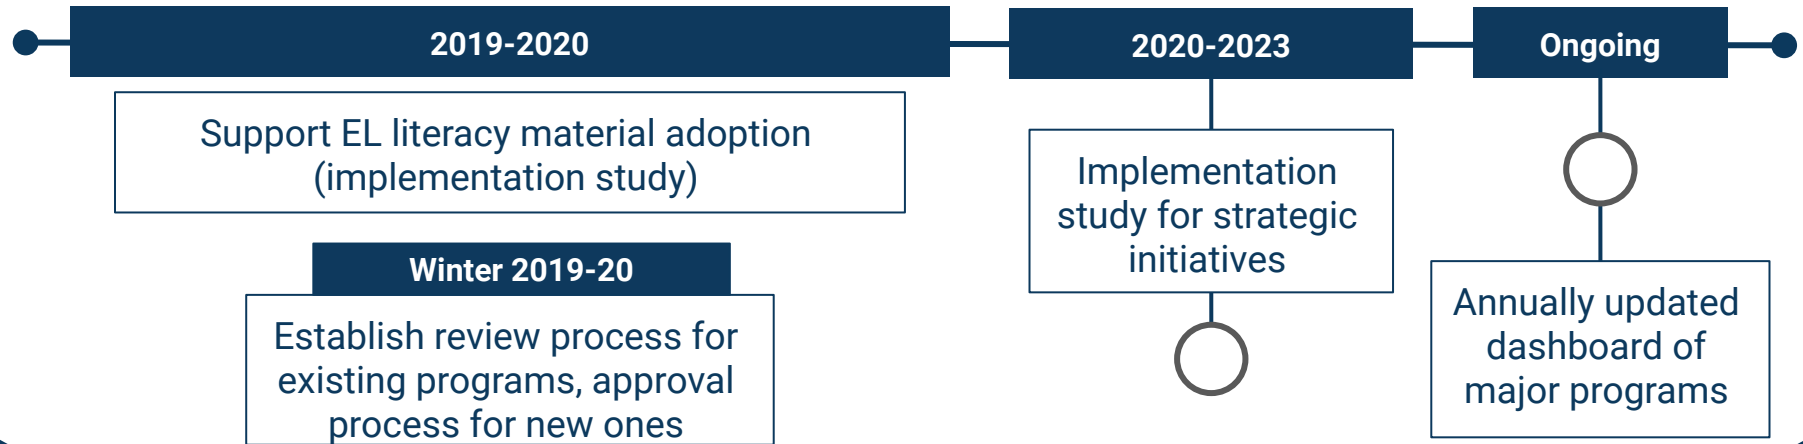 2019-2020
Support EL literacy material adoption
(implementation study)
Winter 2019-20
Establish review process for
existing programs, approval
process for new ones
2020-2023
Implementation
study for strategic
initiatives
Ongoing
Annually updated
dashboard of
major programs